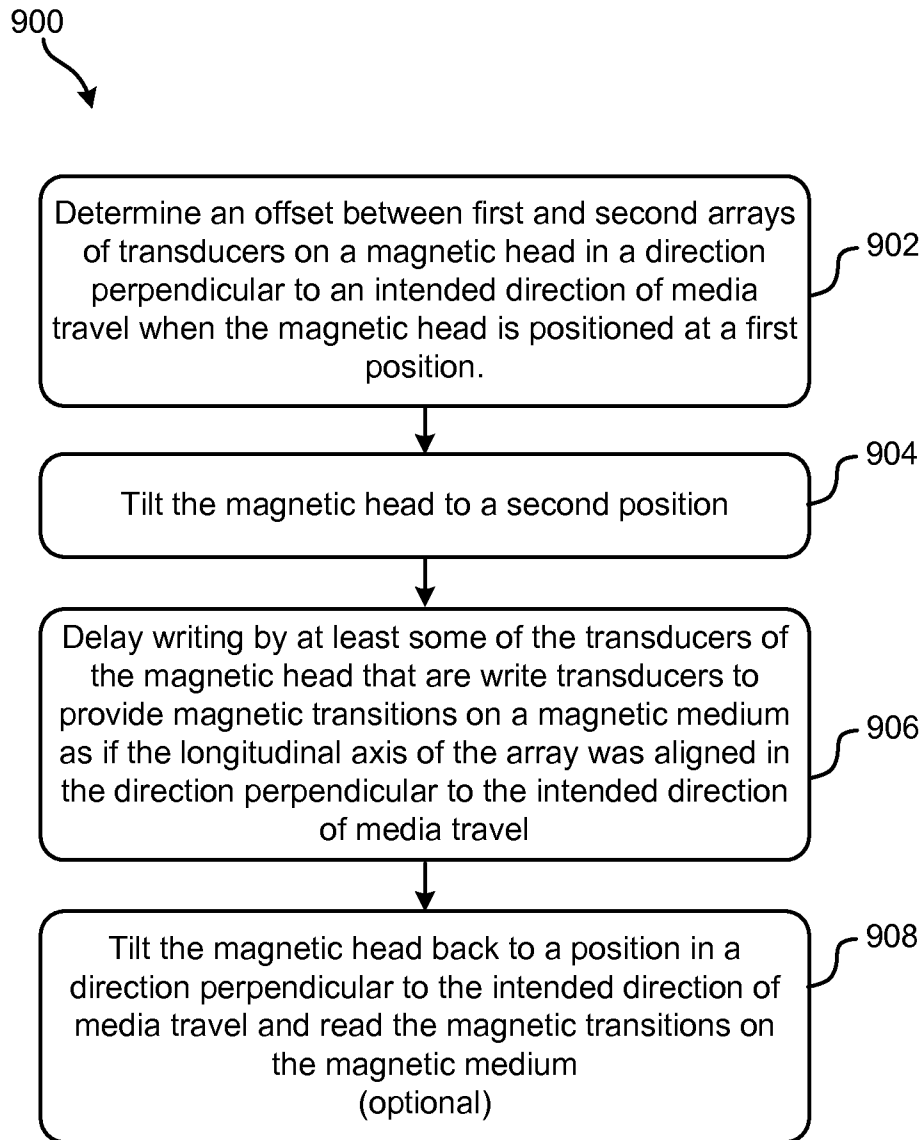 900
Determine an offset between first and second arrays
of transducers on a magnetic head in a direction
perpendicular to an intended direction of media
travel when the magnetic head is positioned at a first
position.
902
Tilt the magnetic head to a second position
904
Delay writing by at least some of the transducers of
the magnetic head that are write transducers to
provide magnetic transitions on a magnetic medium
as if the longitudinal axis of the array was aligned in
the direction perpendicular to the intended direction
of media travel
906
Tilt the magnetic head back to a position in a
direction perpendicular to the intended direction of
media travel and read the magnetic transitions on
the magnetic medium
(optional)
908